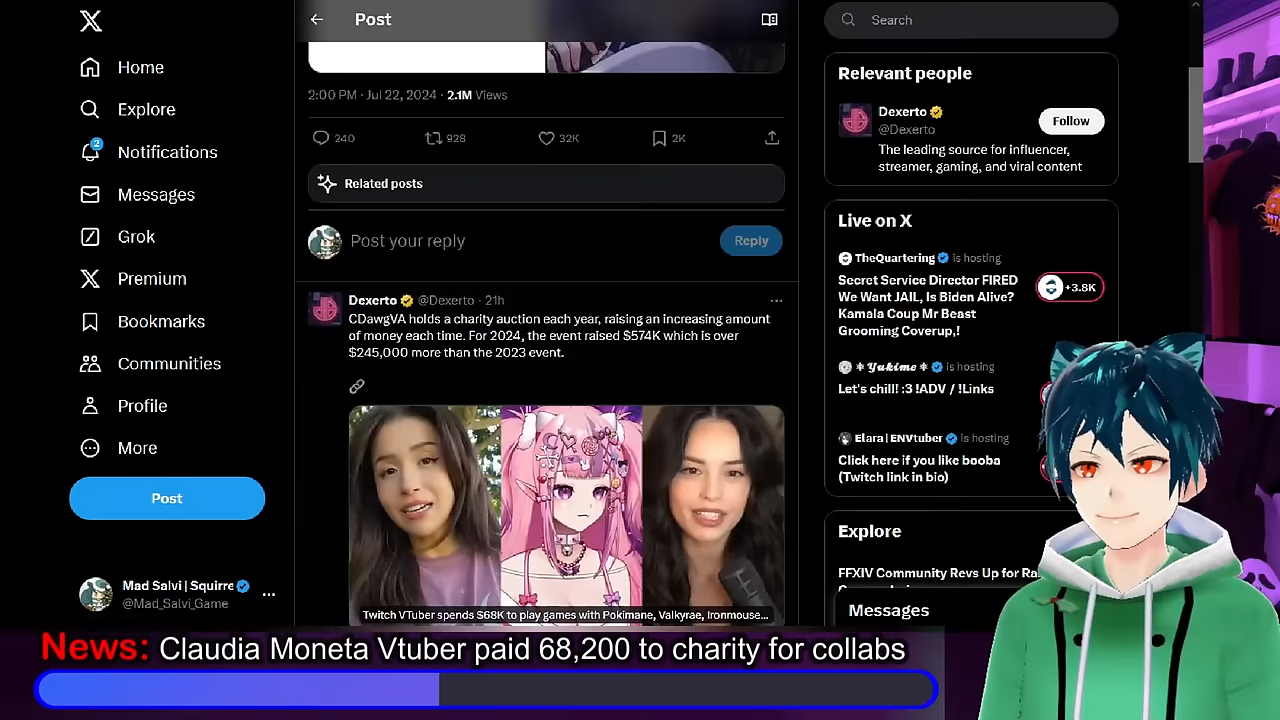 Home
Explore
2
Notifications
Messages
Grok
Premium
Bookmarks
Communities
Profile
More
Post
Mad Salvi | Squirre
@Mad_Salvi_Game
Post
2:00 PM · Jul 22, 2024 · 2.1M Views
240
928
32K
2K
Related posts
Post your reply
Reply
Dexerto @Dexerto · 21h
CDawgVA holds a charity auction each year, raising an increasing amount
of money each time. For 2024, the event raised $574K which is over
$245,000 more than the 2023 event.
Twitch VTuber spends $68K to play games with Pokimane, Valkyrae, Ironmouse...
Search
Relevant people
Dexerto
@Dexerto
Follow
The leading source for influencer,
streamer, gaming, and viral content
Live on X
TheQuartering is hosting
Secret Service Director FIRED
We Want JAIL, Is Biden Alive?
Kamala Coup Mr Beast
Grooming Coverup,!
+3.8K
⁕ 𝒴𝓊𝓀𝒾𝓂𝑒 ⁕ is hosting
Let's chill! :3 !ADV / !Links
Elara | ENVtuber is hosting
Click here if you like booba
(Twitch link in bio)
Explore
FFXIV Community Revs Up for Ra
Messages
News: Claudia Moneta Vtuber paid 68,200 to charity for collabs